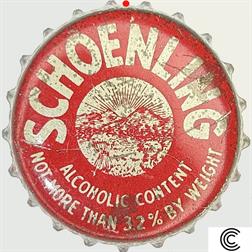 SCHOENLING
ALCOHOLIC CONTENT
NOT MORE THAN 3.2% BY WEIGHT